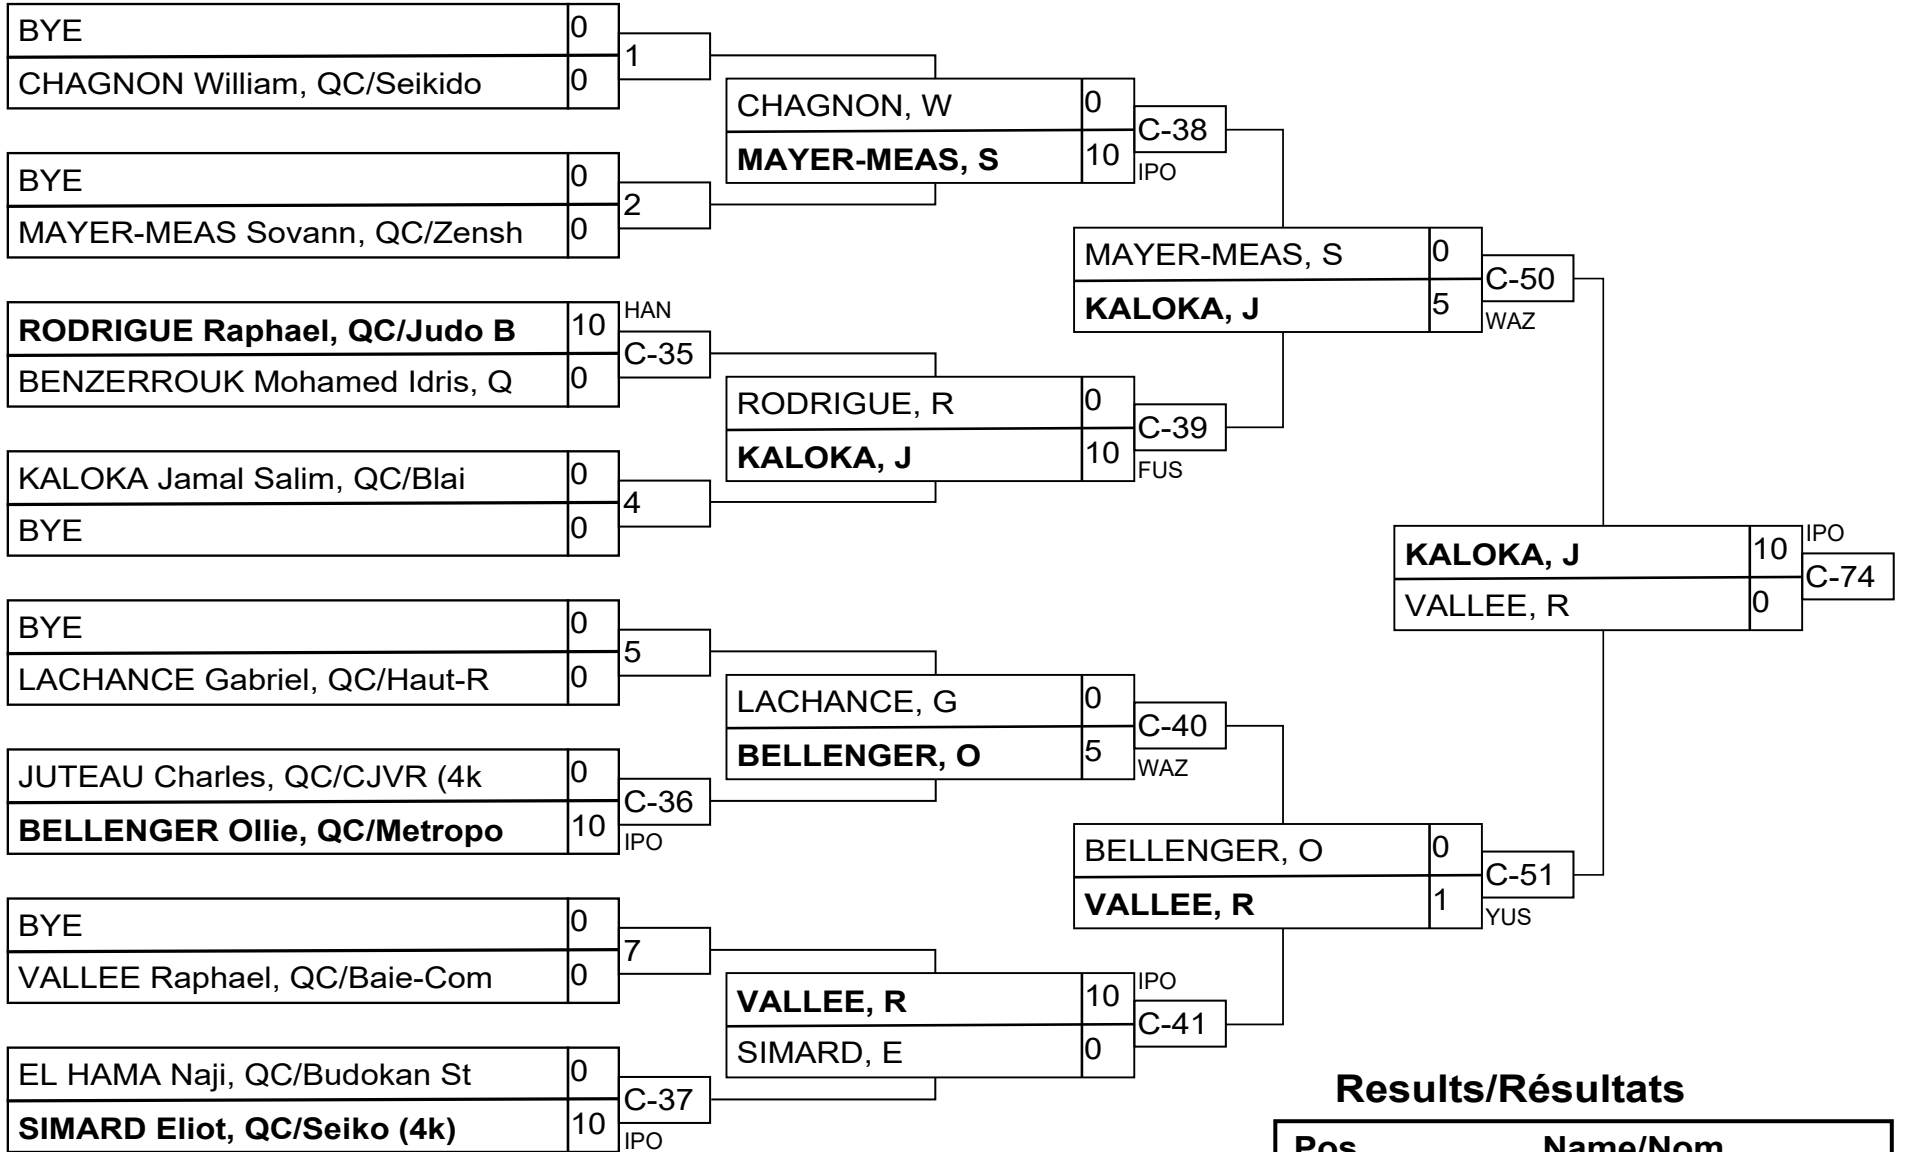 BYE 0
1
CHAGNON William, QC/Seikido 0
CHAGNON, W 0
C-38
MAYER-MEAS, S 10
IPO
BYE 0
2
MAYER-MEAS Sovann, QC/Zensh 0
MAYER-MEAS, S 0
C-50
KALOKA, J 5
WAZ
RODRIGUE Raphael, QC/Judo B 10
HAN
C-35
BENZERROUK Mohamed Idris, Q 0
RODRIGUE, R 0
C-39
KALOKA, J 10
FUS
KALOKA Jamal Salim, QC/Blai 0
4
BYE 0
KALOKA, J 10
IPO
C-74
VALLEE, R 0
BYE 0
5
LACHANCE Gabriel, QC/Haut-R 0
LACHANCE, G 0
C-40
BELLENGER, O 5
WAZ
JUTEAU Charles, QC/CJVR (4k 0
C-36
BELLENGER Ollie, QC/Metropo 10
IPO
BELLENGER, O 0
C-51
VALLEE, R 1
YUS
BYE 0
7
VALLEE Raphael, QC/Baie-Com 0
VALLEE, R 10
IPO
C-41
SIMARD, E 0
EL HAMA Naji, QC/Budokan St 0
C-37
SIMARD Eliot, QC/Seiko (4k) 10
IPO
Results/Résultats
Pos Name/Nom